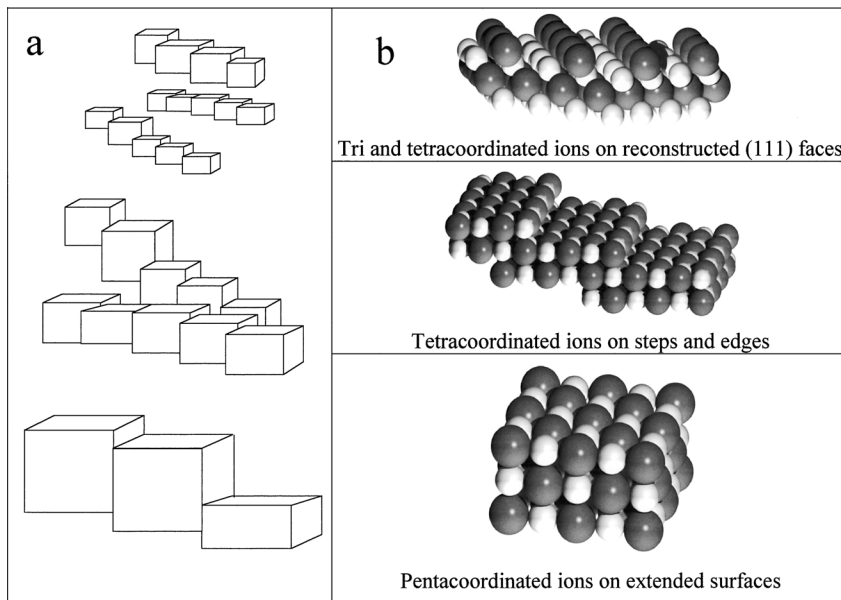 a
b
Tri and tetracoordinated ions on reconstructed (111) faces
Tetracoordinated ions on steps and edges
Pentacoordinated ions on extended surfaces